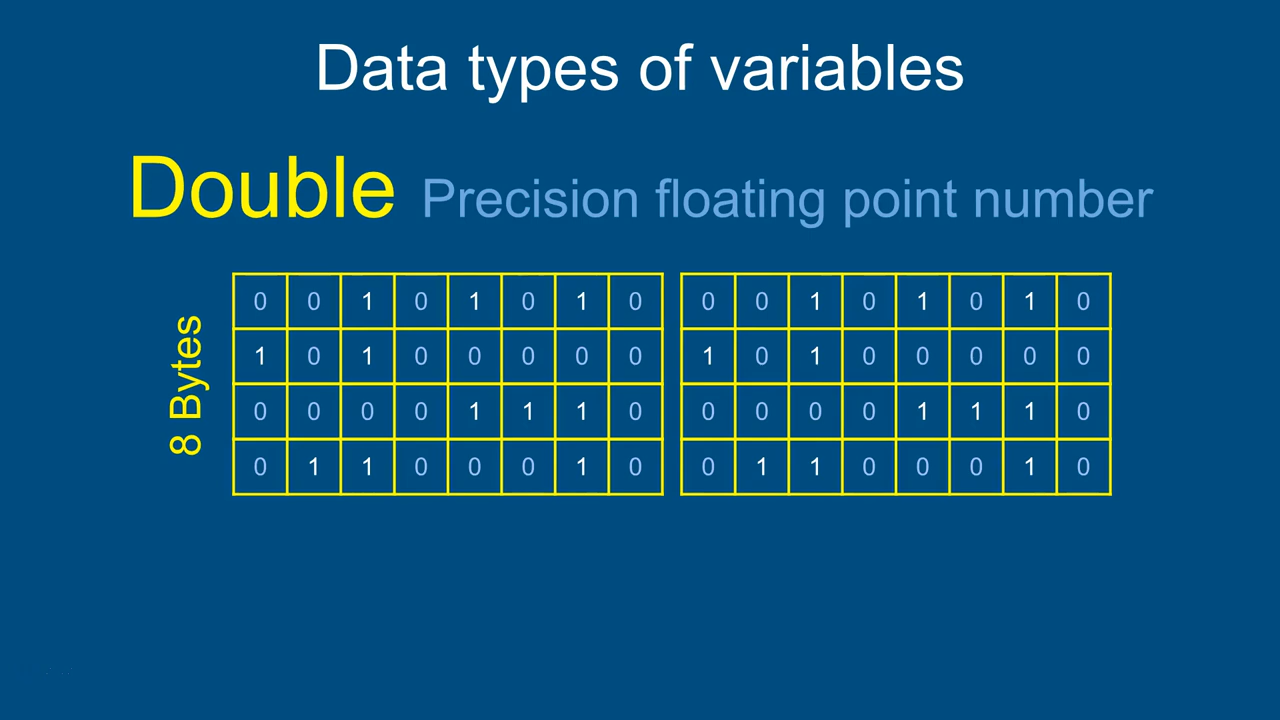 Data types of variables
Double Precision floating point number
8 Bytes
0 0 1 0 1 0 1 0 0 0 1 0 1 0 1 0
1 0 1 0 0 0 0 0 1 0 1 0 0 0 0 0
0 0 0 0 1 1 1 0 0 0 0 0 1 1 1 0
0 1 1 0 0 0 1 0 0 1 1 0 0 0 1 0